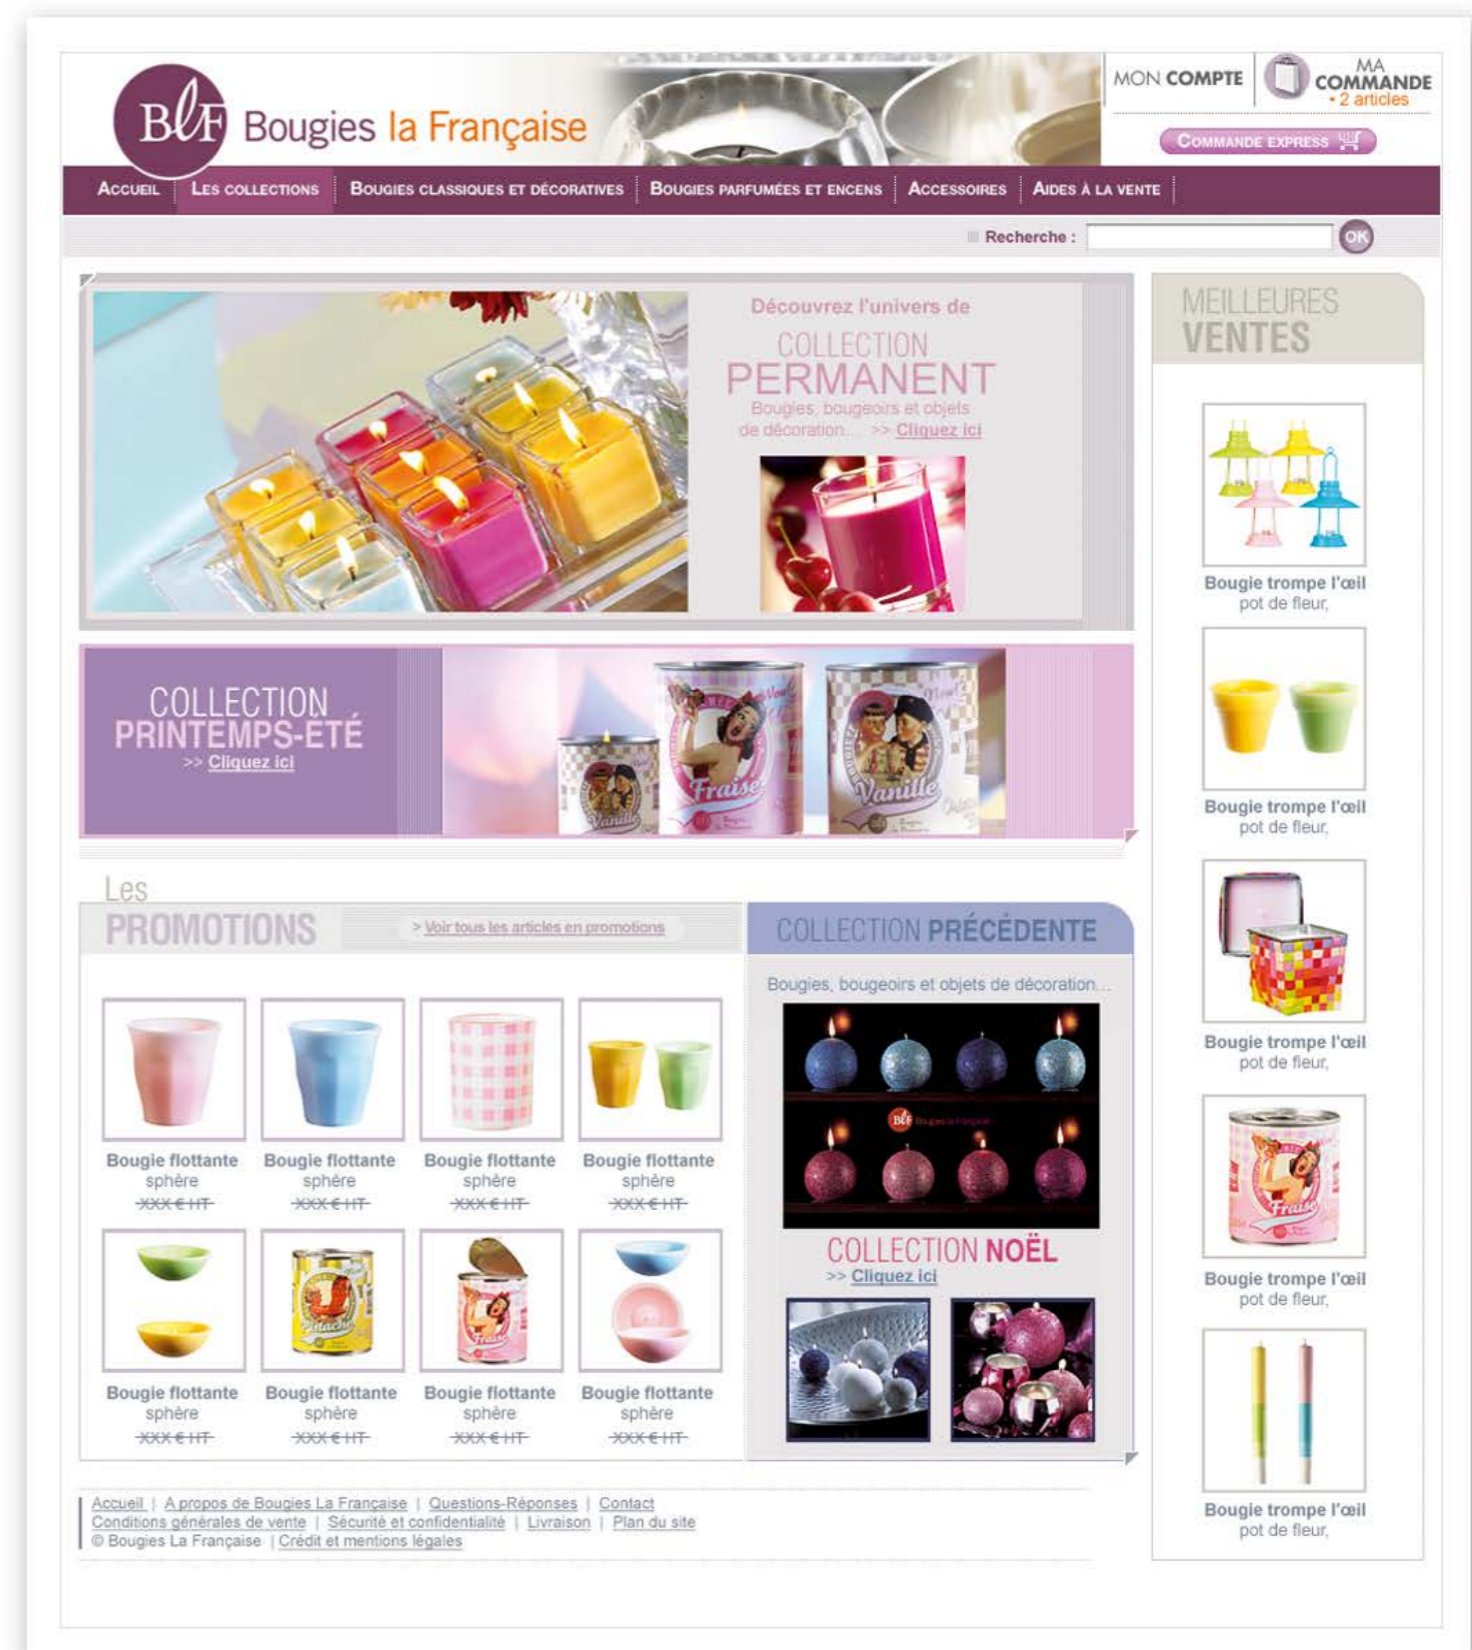 BlF Bougies la Française
MON COMPTE
MA
COMMANDE
• 2 articles
COMMANDE EXPRESS
ACCUEIL
LES COLLECTIONS
BOUGIES CLASSIQUES ET DÉCORATIVES
BOUGIES PARFUMÉES ET ENCENS
ACCESSOIRES
AIDES À LA VENTE
Recherche :
OK
Découvrez l'univers de
COLLECTION
PERMANENT
Bougies, bougeoirs et objets
de décoration... >> Cliquez ici
COLLECTION
PRINTEMPS-ÉTÉ
>> Cliquez ici
Vanille
Fraise
Vanille
Les
PROMOTIONS
> Voir tous les articles en promotions
Bougie flottante
sphère
XXX € HT
Bougie flottante
sphère
XXX € HT
Bougie flottante
sphère
XXX € HT
Bougie flottante
sphère
XXX € HT
Pistache
Fraise
Bougie flottante
sphère
XXX € HT
Bougie flottante
sphère
XXX € HT
Bougie flottante
sphère
XXX € HT
Bougie flottante
sphère
XXX € HT
COLLECTION PRÉCÉDENTE
Bougies, bougeoirs et objets de décoration...
BlF Bougies la Française
COLLECTION NOËL
>> Cliquez ici
MEILLEURES
VENTES
Bougie trompe l'œil
pot de fleur,
Bougie trompe l'œil
pot de fleur,
Bougie trompe l'œil
pot de fleur,
Fraise
Bougie trompe l'œil
pot de fleur,
Bougie trompe l'œil
pot de fleur,
Accueil | A propos de Bougies La Française | Questions-Réponses | Contact
Conditions générales de vente | Sécurité et confidentialité | Livraison | Plan du site
© Bougies La Française | Crédit et mentions légales